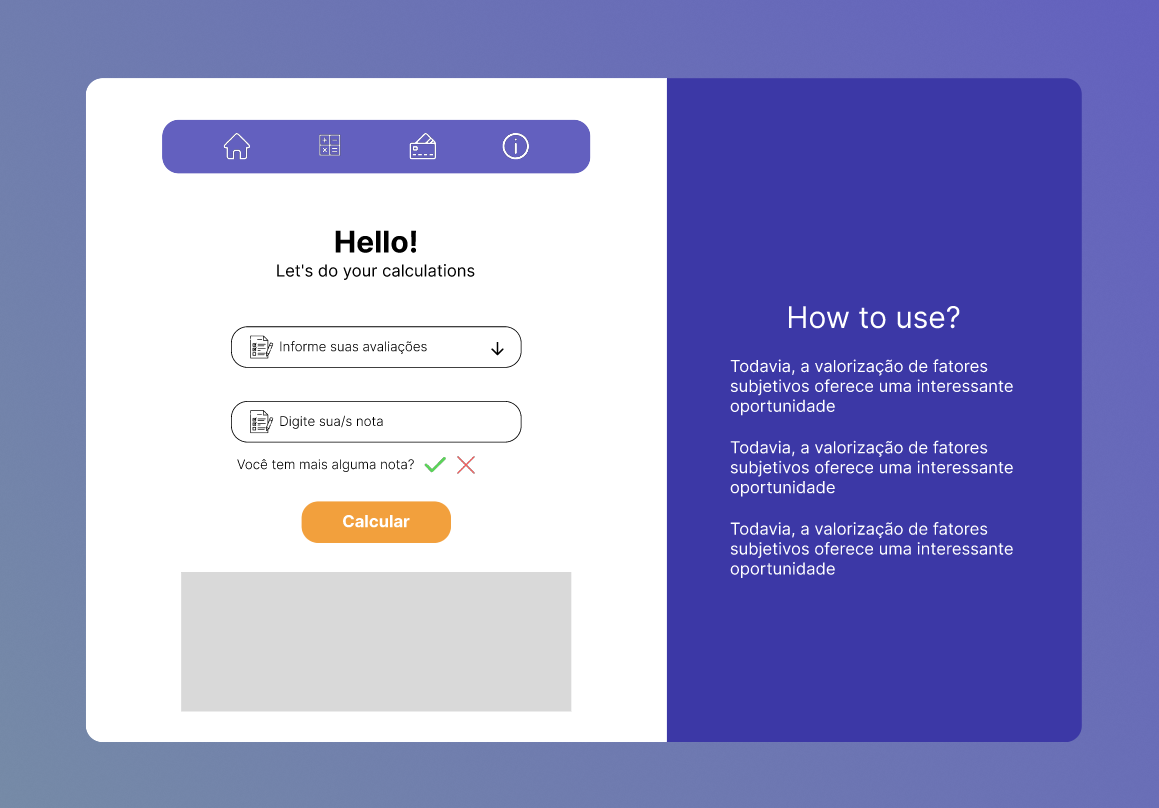 Hello!
Let's do your calculations
Informe suas avaliações
Digite sua/s nota
Você tem mais alguma nota?
Calcular
How to use?
Todavia, a valorização de fatores
subjetivos oferece uma interessante
oportunidade
Todavia, a valorização de fatores
subjetivos oferece uma interessante
oportunidade
Todavia, a valorização de fatores
subjetivos oferece uma interessante
oportunidade